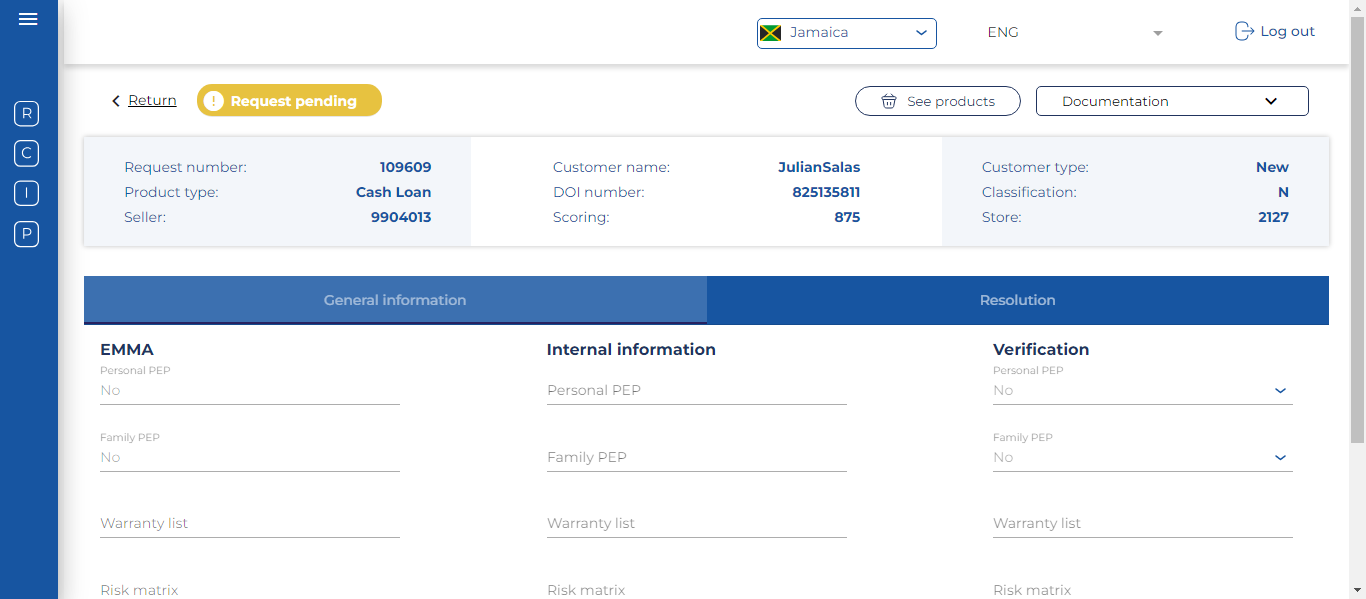 Jamaica
ENG
Log out
Return
Request pending
See products
Documentation
R
C
I
P
Request number: 109609
Product type: Cash Loan
Seller: 9904013
Customer name: JulianSalas
DOI number: 825135811
Scoring: 875
Customer type: New
Classification: N
Store: 2127
General information
Resolution
EMMA
Personal PEP
No
Family PEP
No
Warranty list
Risk matrix
Internal information
Personal PEP
Family PEP
Warranty list
Risk matrix
Verification
Personal PEP
No
Family PEP
No
Warranty list
Risk matrix